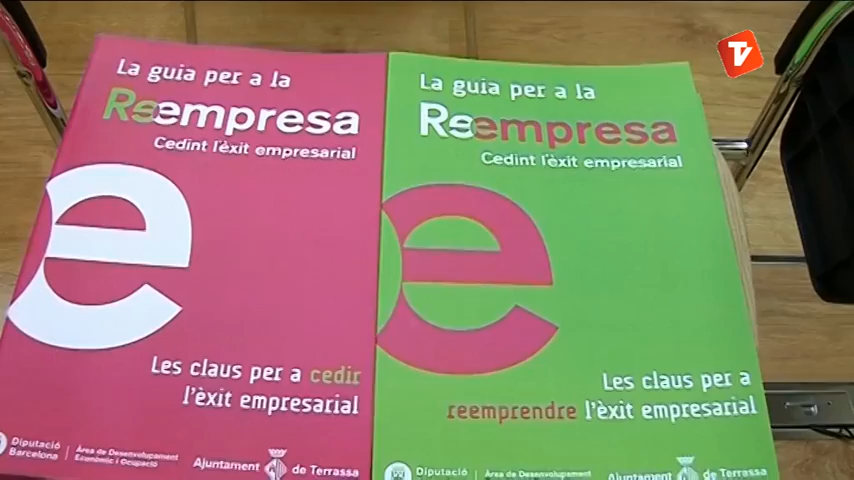 La guia per a la
Reempresa
Cedint l'èxit empresarial
e
Les claus per a cedir
l'èxit empresarial
Diputació
Barcelona
Àrea de Desenvolupament
Econòmic i Ocupació
Ajuntament de Terrassa
La guia per a la
Reempresa
Cedint l'èxit empresarial
e
Les claus per a
reemprendre l'èxit empresarial
Diputació
Àrea de Desenvolupament
Ajuntament de Terrassa
TV